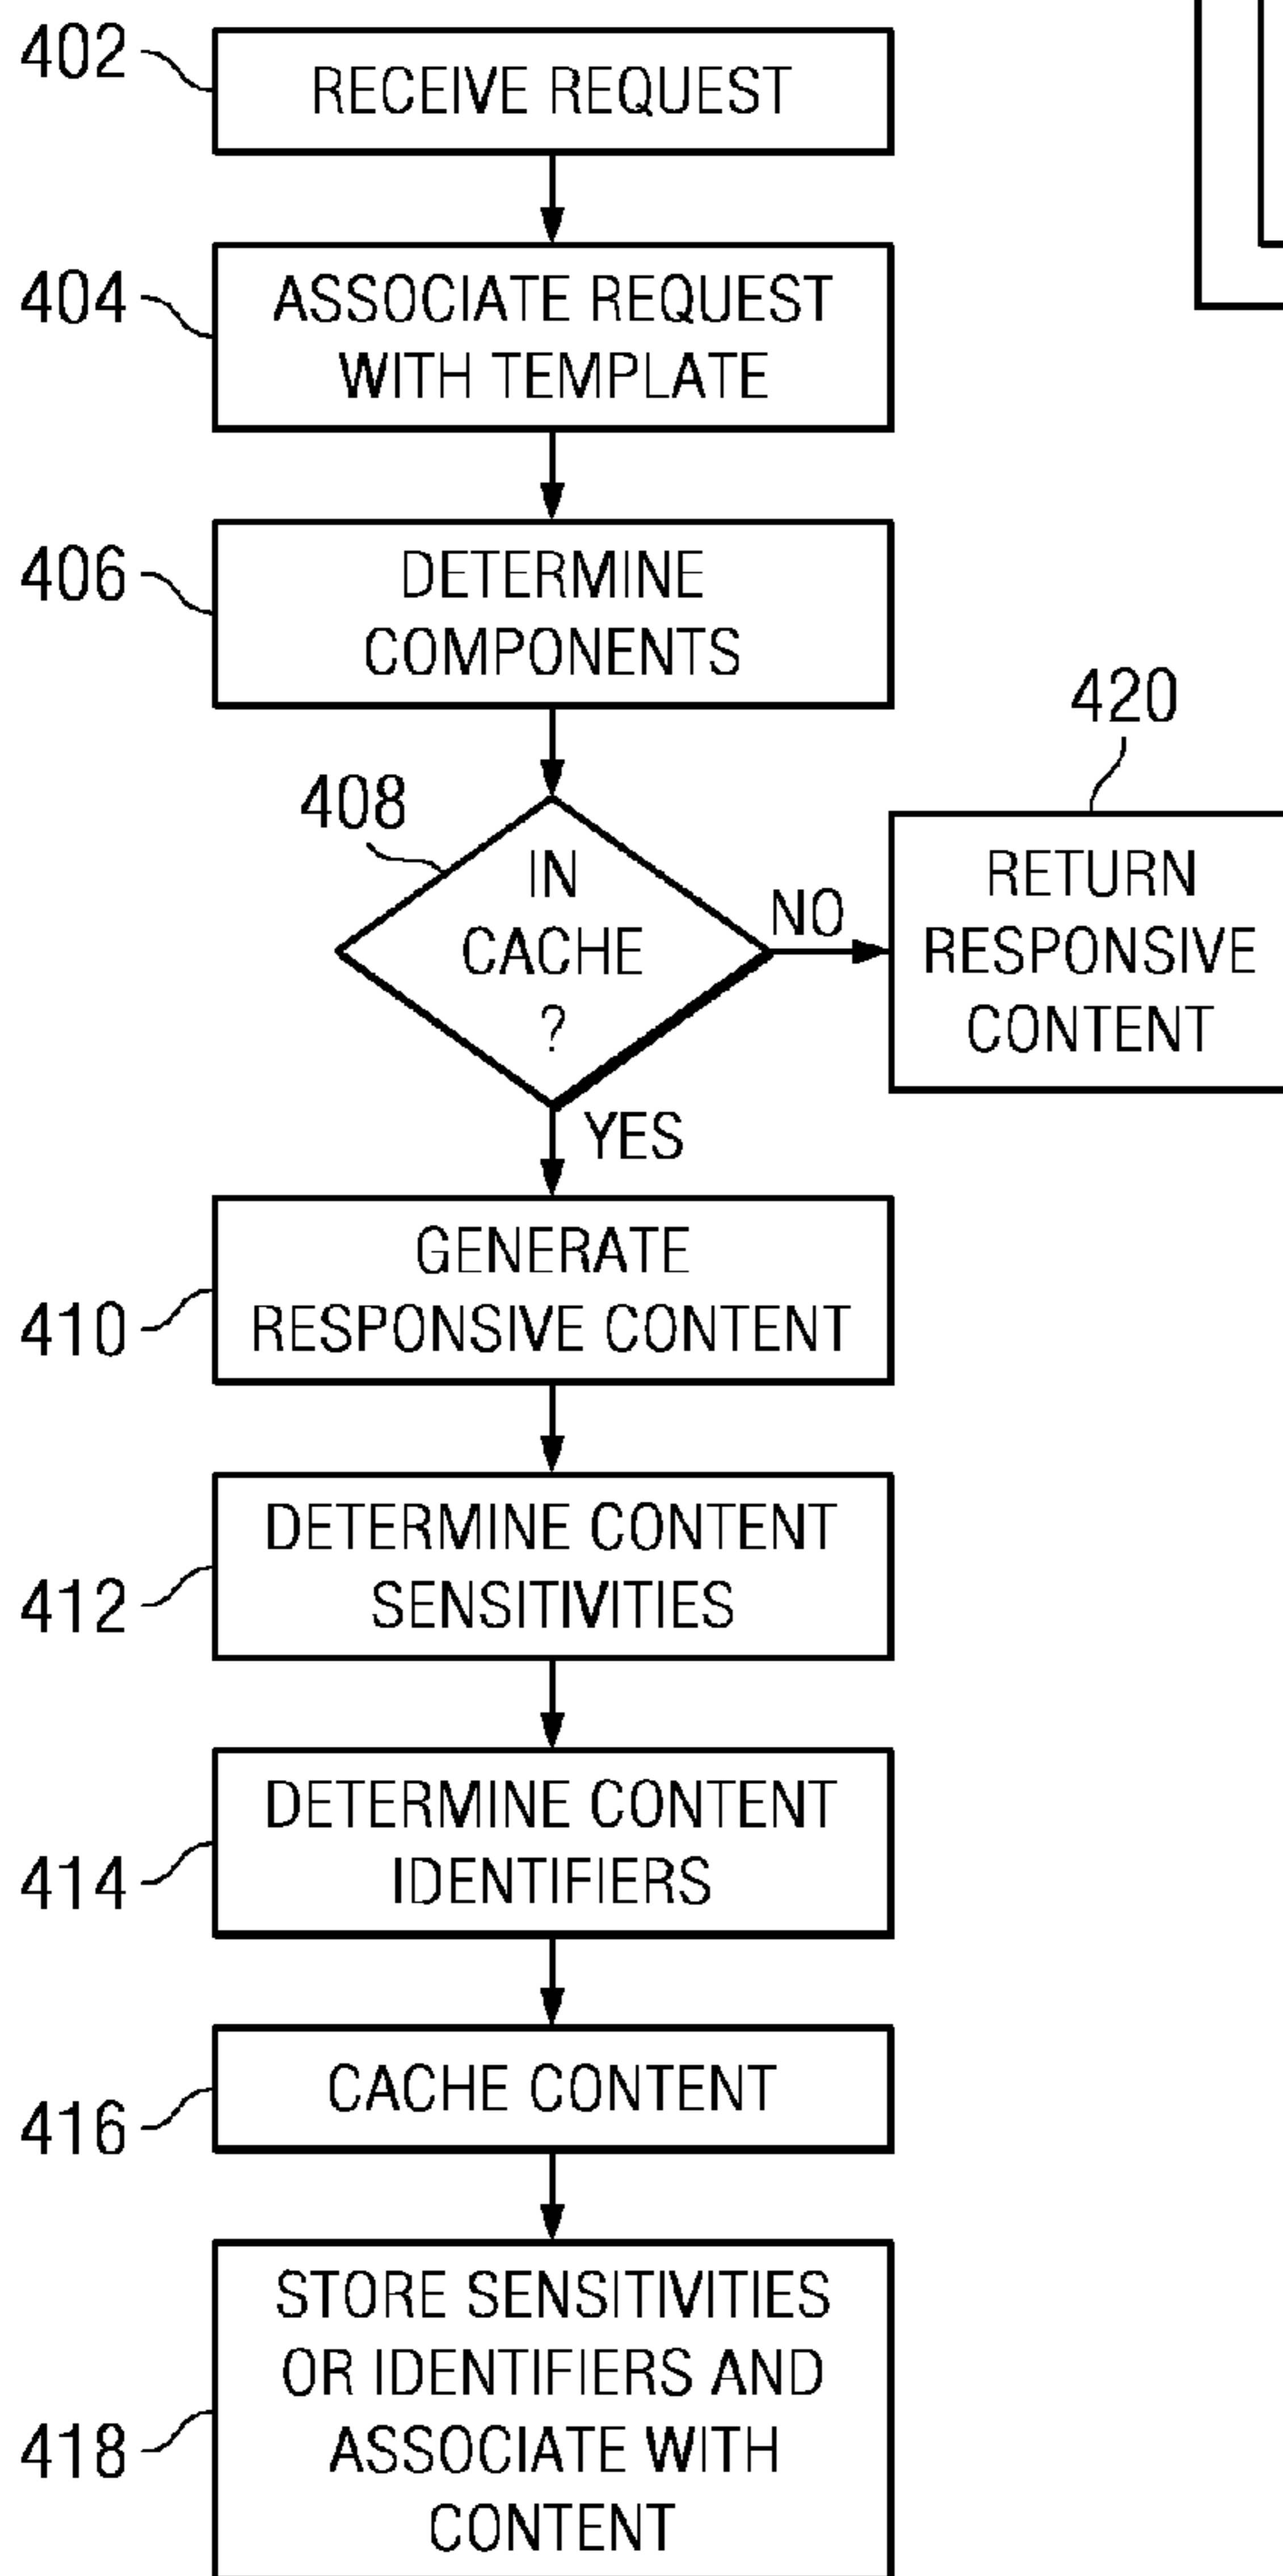 402
RECEIVE REQUEST
404
ASSOCIATE REQUEST
WITH TEMPLATE
406
DETERMINE
COMPONENTS
408
IN
CACHE
?
NO
420
RETURN
RESPONSIVE
CONTENT
YES
410
GENERATE
RESPONSIVE CONTENT
412
DETERMINE CONTENT
SENSITIVITIES
414
DETERMINE CONTENT
IDENTIFIERS
416
CACHE CONTENT
418
STORE SENSITIVITIES
OR IDENTIFIERS AND
ASSOCIATE WITH
CONTENT